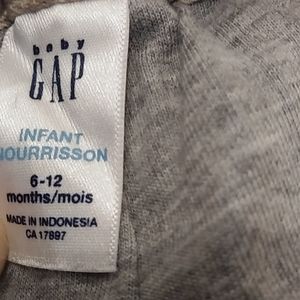 baby
GAP
INFANT
NOURRISSON
6-12
months/mois
MADE IN INDONESIA
CA 17897